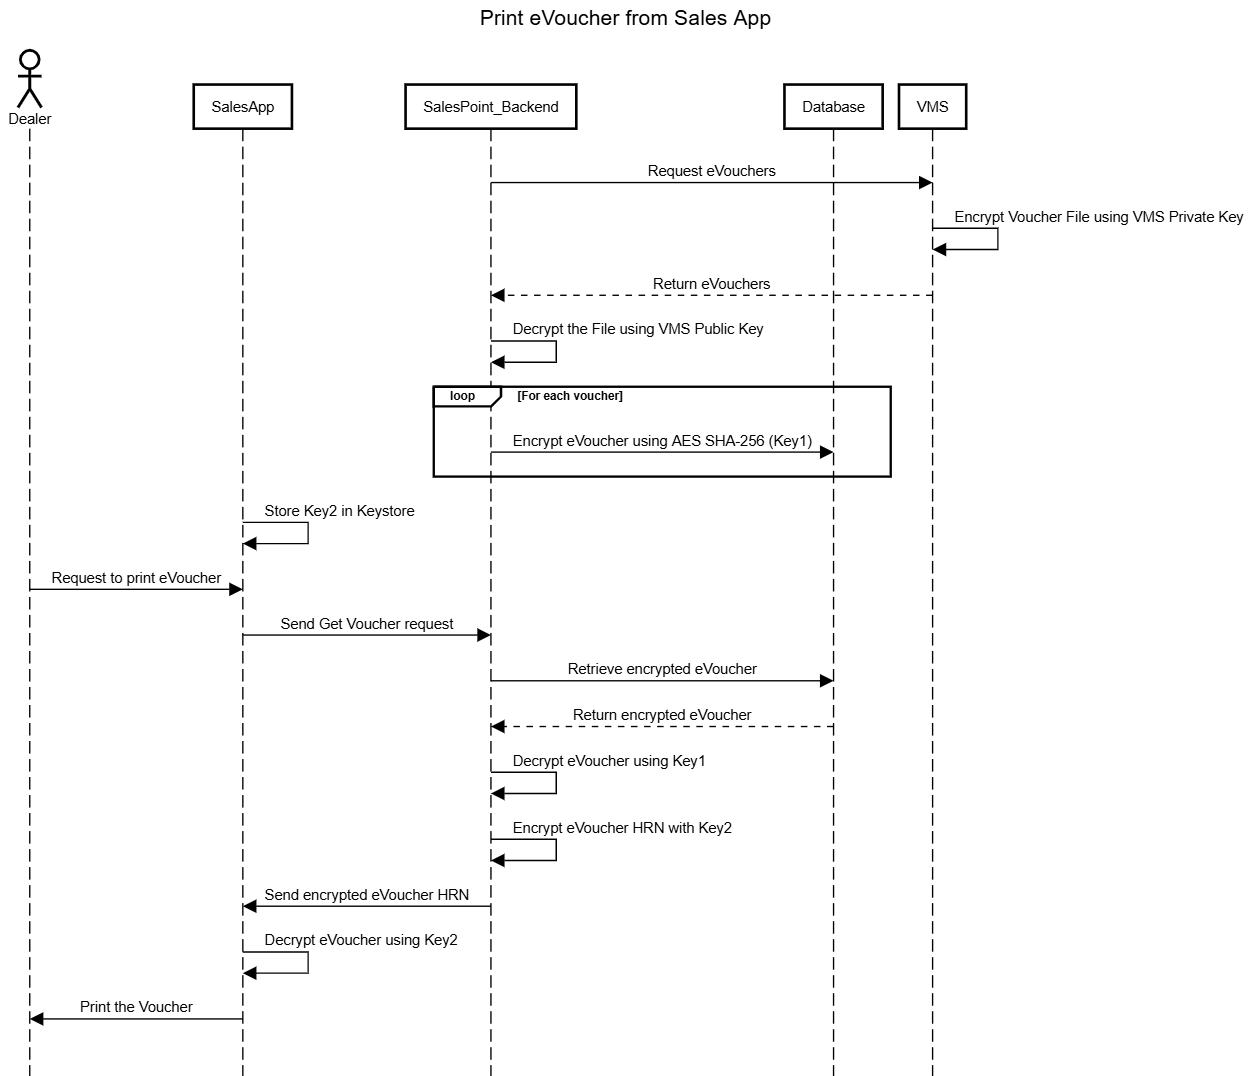 Print eVoucher from Sales App
Dealer
SalesApp
SalesPoint_Backend
Database
VMS
Request eVouchers
Encrypt Voucher File using VMS Private Key
Return eVouchers
Decrypt the File using VMS Public Key
loop
[For each voucher]
Encrypt eVoucher using AES SHA-256 (Key1)
Store Key2 in Keystore
Request to print eVoucher
Send Get Voucher request
Retrieve encrypted eVoucher
Return encrypted eVoucher
Decrypt eVoucher using Key1
Encrypt eVoucher HRN with Key2
Send encrypted eVoucher HRN
Decrypt eVoucher using Key2
Print the Voucher